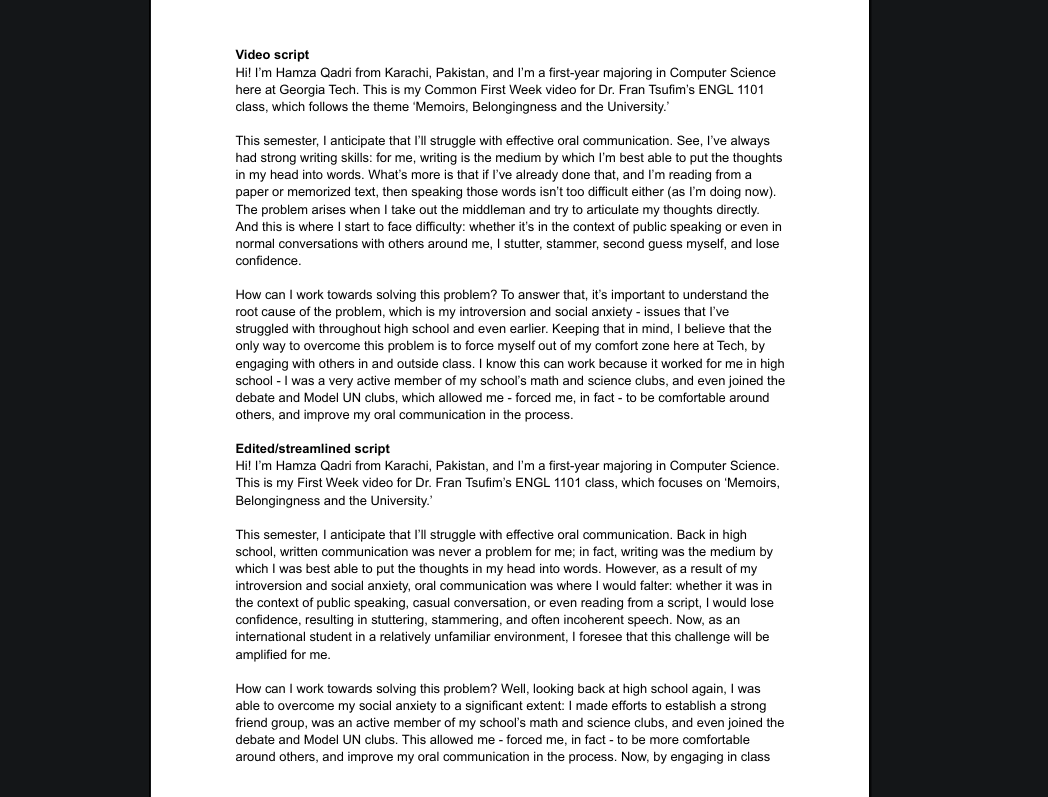 Video script
Hi! I’m Hamza Qadri from Karachi, Pakistan, and I’m a first-year majoring in Computer Science
here at Georgia Tech. This is my Common First Week video for Dr. Fran Tsufim’s ENGL 1101
class, which follows the theme ‘Memoirs, Belongingness and the University.’
This semester, I anticipate that I’ll struggle with effective oral communication. See, I’ve always
had strong writing skills: for me, writing is the medium by which I’m best able to put the thoughts
in my head into words. What’s more is that if I’ve already done that, and I’m reading from a
paper or memorized text, then speaking those words isn’t too difficult either (as I’m doing now).
The problem arises when I take out the middleman and try to articulate my thoughts directly.
And this is where I start to face difficulty: whether it’s in the context of public speaking or even in
normal conversations with others around me, I stutter, stammer, second guess myself, and lose
confidence.
How can I work towards solving this problem? To answer that, it’s important to understand the
root cause of the problem, which is my introversion and social anxiety - issues that I’ve
struggled with throughout high school and even earlier. Keeping that in mind, I believe that the
only way to overcome this problem is to force myself out of my comfort zone here at Tech, by
engaging with others in and outside class. I know this can work because it worked for me in high
school - I was a very active member of my school’s math and science clubs, and even joined the
debate and Model UN clubs, which allowed me - forced me, in fact - to be comfortable around
others, and improve my oral communication in the process.
Edited/streamlined script
Hi! I’m Hamza Qadri from Karachi, Pakistan, and I’m a first-year majoring in Computer Science.
This is my First Week video for Dr. Fran Tsufim’s ENGL 1101 class, which focuses on ‘Memoirs,
Belongingness and the University.’
This semester, I anticipate that I’ll struggle with effective oral communication. Back in high
school, written communication was never a problem for me; in fact, writing was the medium by
which I was best able to put the thoughts in my head into words. However, as a result of my
introversion and social anxiety, oral communication was where I would falter: whether it was in
the context of public speaking, casual conversation, or even reading from a script, I would lose
confidence, resulting in stuttering, stammering, and often incoherent speech. Now, as an
international student in a relatively unfamiliar environment, I foresee that this challenge will be
amplified for me.
How can I work towards solving this problem? Well, looking back at high school again, I was
able to overcome my social anxiety to a significant extent: I made efforts to establish a strong
friend group, was an active member of my school’s math and science clubs, and even joined the
debate and Model UN clubs. This allowed me - forced me, in fact - to be more comfortable
around others, and improve my oral communication in the process. Now, by engaging in class